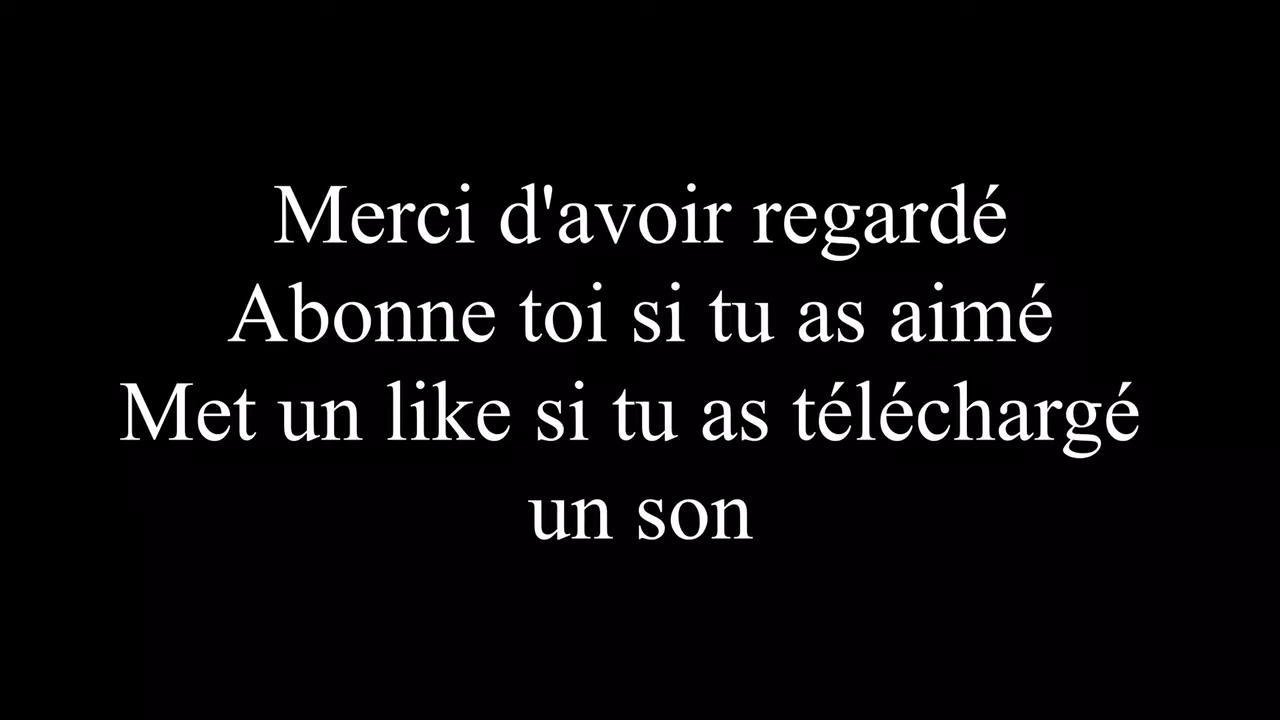 Merci d'avoir regardé
Abonne toi si tu as aimé
Met un like si tu as téléchargé
un son